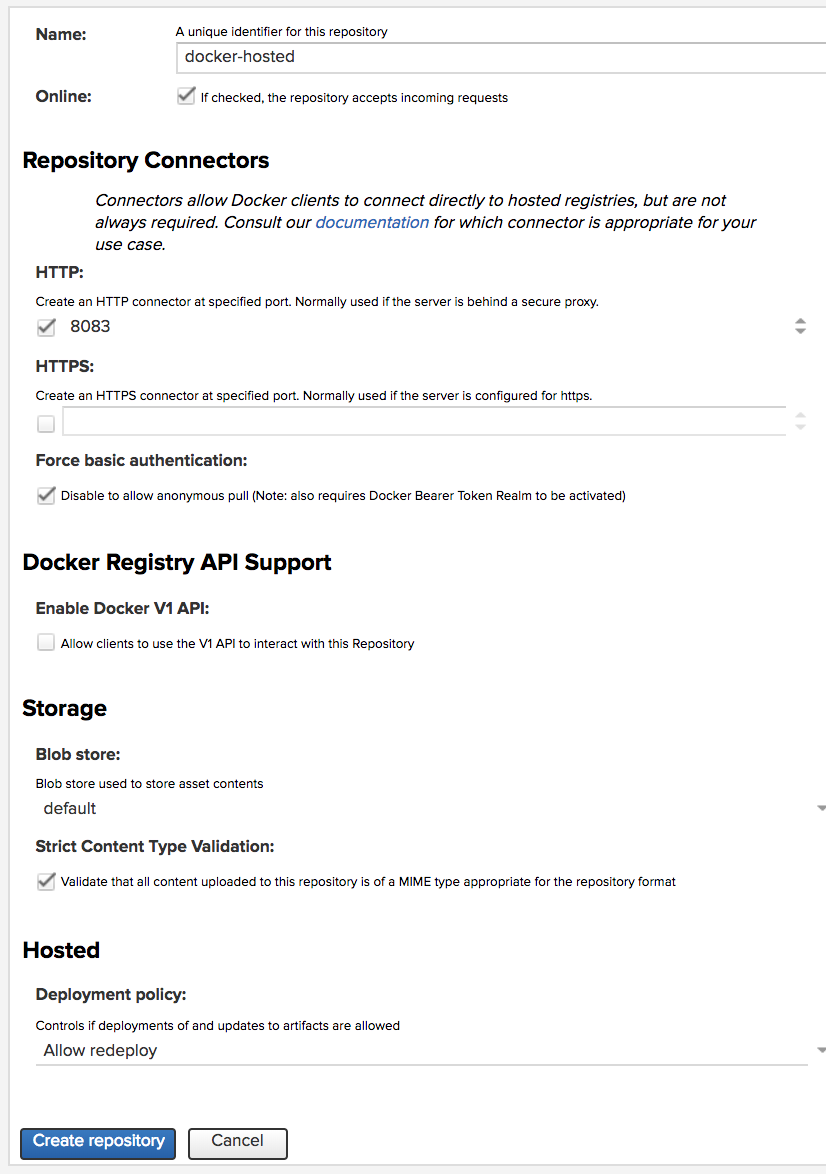 Name:
A unique identifier for this repository
docker-hosted
Online:
If checked, the repository accepts incoming requests
Repository Connectors
Connectors allow Docker clients to connect directly to hosted registries, but are not
always required. Consult our documentation for which connector is appropriate for your
use case.
HTTP:
Create an HTTP connector at specified port. Normally used if the server is behind a secure proxy.
8083
HTTPS:
Create an HTTPS connector at specified port. Normally used if the server is configured for https.
Force basic authentication:
Disable to allow anonymous pull (Note: also requires Docker Bearer Token Realm to be activated)
Docker Registry API Support
Enable Docker V1 API:
Allow clients to use the V1 API to interact with this Repository
Storage
Blob store:
Blob store used to store asset contents
default
Strict Content Type Validation:
Validate that all content uploaded to this repository is of a MIME type appropriate for the repository format
Hosted
Deployment policy:
Controls if deployments of and updates to artifacts are allowed
Allow redeploy
Create repository
Cancel